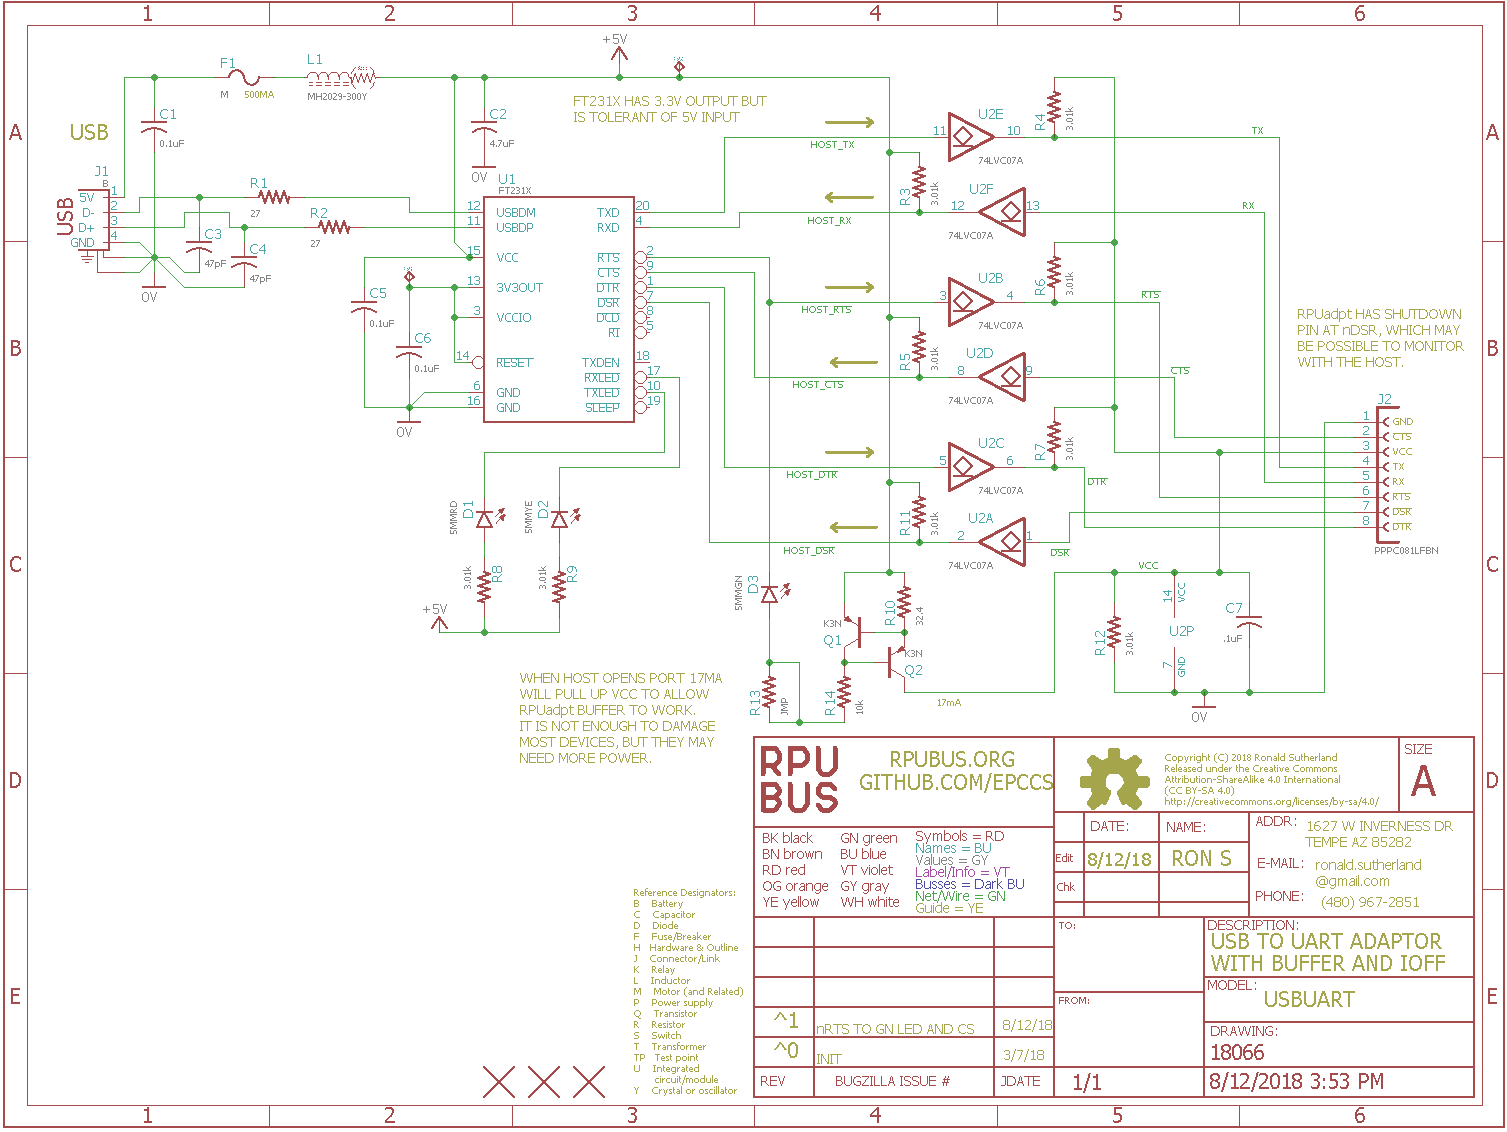 1 2 3 4 5 6
A
B
C
D
E
A
B
C
D
E
1 2 3 4 5 6
USB
F1
M 500MA
L1
MH2029-300Y
+5V
FT231X HAS 3.3V OUTPUT BUT
IS TOLERANT OF 5V INPUT
C1
0.1uF
C2
4.7uF
0V
J1
B
USB
5V 1
D- 2
D+ 3
GND 4
R1
27
R2
27
C3
47pF
C4
47pF
0V
U1
FT231X
12 USBDM TXD 20
11 USBDP RXD 4
15 VCC RTS 2
CTS 9
13 3V3OUT DTR 1
DSR 7
3 VCCIO DCD 8
RI 5
14 RESET TXDEN 18
RXLED 17
6 GND TXLED 10
16 GND SLEEP 19
C5
0.1uF
C6
0.1uF
0V
HOST_TX
11 U2E 10
74LVC07A
R4
3.01k
TX
HOST_RX
R3
3.01k
12 U2F 13
74LVC07A
RX
HOST_RTS
3 U2B 4
74LVC07A
R6
3.01k
RTS
HOST_CTS
R5
3.01k
8 U2D 9
74LVC07A
CTS
HOST_DTR
5 U2C 6
74LVC07A
R7
3.01k
DTR
HOST_DSR
R11
3.01k
2 U2A 1
74LVC07A
DSR
RPUadpt HAS SHUTDOWN
PIN AT nDSR, WHICH MAY
BE POSSIBLE TO MONITOR
WITH THE HOST.
J2
1 GND
2 CTS
3 VCC
4 TX
5 RX
6 RTS
7 DSR
8 DTR
PPPC081LFBN
5MMRD
D1
5MMYE
D2
3.01k
R8
3.01k
R9
+5V
5MMGN
D3
K3N
Q1
R10
32.4
K3N
Q2
R13
JMP
R14
10k
17mA
VCC
R12
3.01k
14 VCC
U2P
7 GND
C7
.1uF
0V
WHEN HOST OPENS PORT 17MA
WILL PULL UP VCC TO ALLOW
RPUadpt BUFFER TO WORK.
IT IS NOT ENOUGH TO DAMAGE
MOST DEVICES, BUT THEY MAY
NEED MORE POWER.
RPU
BUS
RPUBUS.ORG
GITHUB.COM/EPCCS
Copyright (C) 2018 Ronald Sutherland
Released under the Creative Commons
Attribution-ShareAlike 4.0 International
(CC BY-SA 4.0)
http://creativecommons.org/licenses/by-sa/4.0/
SIZE
A
BK black GN green Symbols = RD
BN brown BU blue Names = BU
RD red VT violet Values = GY
OG orange GY gray Label/Info = VT
YE yellow WH white Busses = Dark BU
Net/Wire = GN
Guide = YE
DATE: NAME:
Edit 8/12/18 RON S
Chk
ADDR: 1627 W INVERNESS DR
TEMPE AZ 85282
E-MAIL: ronald.sutherland
@gmail.com
PHONE: (480) 967-2851
TO:
FROM:
DESCRIPTION:
USB TO UART ADAPTOR
WITH BUFFER AND IOFF
MODEL:
USBUART
DRAWING:
18066
1/1 8/12/2018 3:53 PM
^1 nRTS TO GN LED AND CS 8/12/18
^0 INIT 3/7/18
REV BUGZILLA ISSUE # JDATE
Reference Designators:
B Battery
C Capacitor
D Diode
F Fuse/Breaker
H Hardware & Outline
J Connector/Link
K Relay
L Inductor
M Motor (and Related)
P Power supply
Q Transistor
R Resistor
S Switch
T Transformer
TP Test point
U Integrated
circuit/module
Y Crystal or oscillator